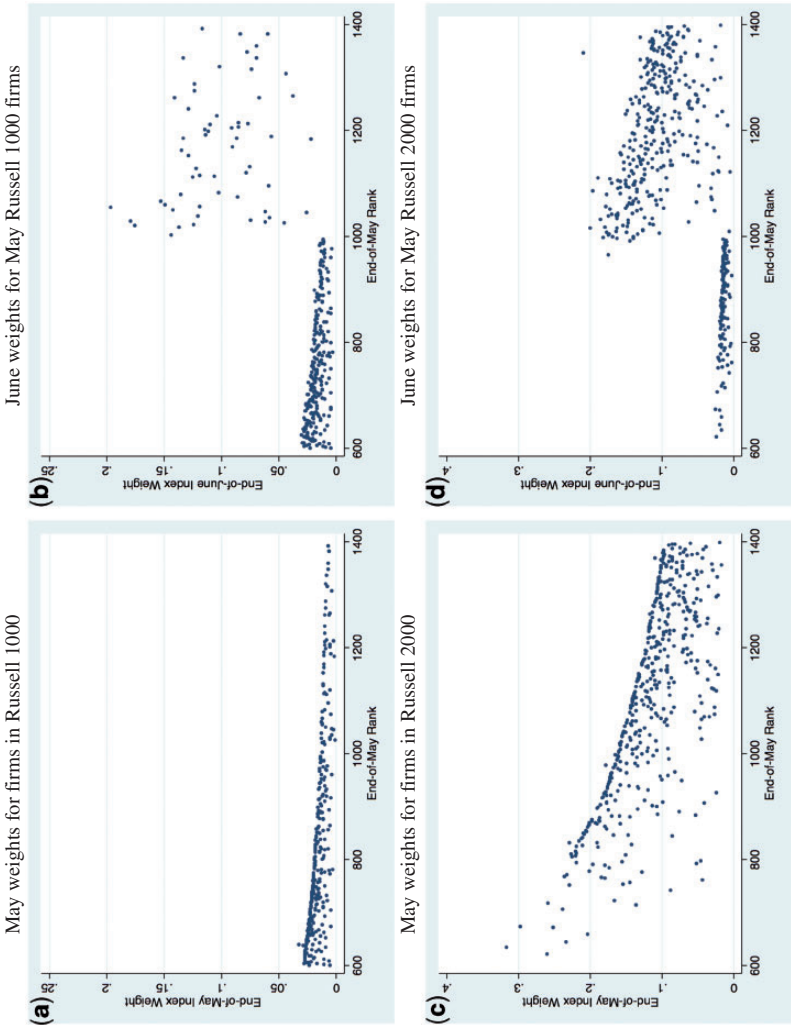 (a)
May weights for firms in Russell 1000
End-of-May Index Weight
.25
.2
.15
.1
.05
0
600
800
1000
1200
1400
End-of-May Rank
(b)
June weights for May Russell 1000 firms
End-of-June Index Weight
.25
.2
.15
.1
.05
0
600
800
1000
1200
1400
End-of-May Rank
(c)
May weights for firms in Russell 2000
End-of-May Index Weight
.4
.3
.2
.1
0
600
800
1000
1200
1400
End-of-May Rank
(d)
June weights for May Russell 2000 firms
End-of-June Index Weight
.4
.3
.2
.1
0
600
800
1000
1200
1400
End-of-May Rank